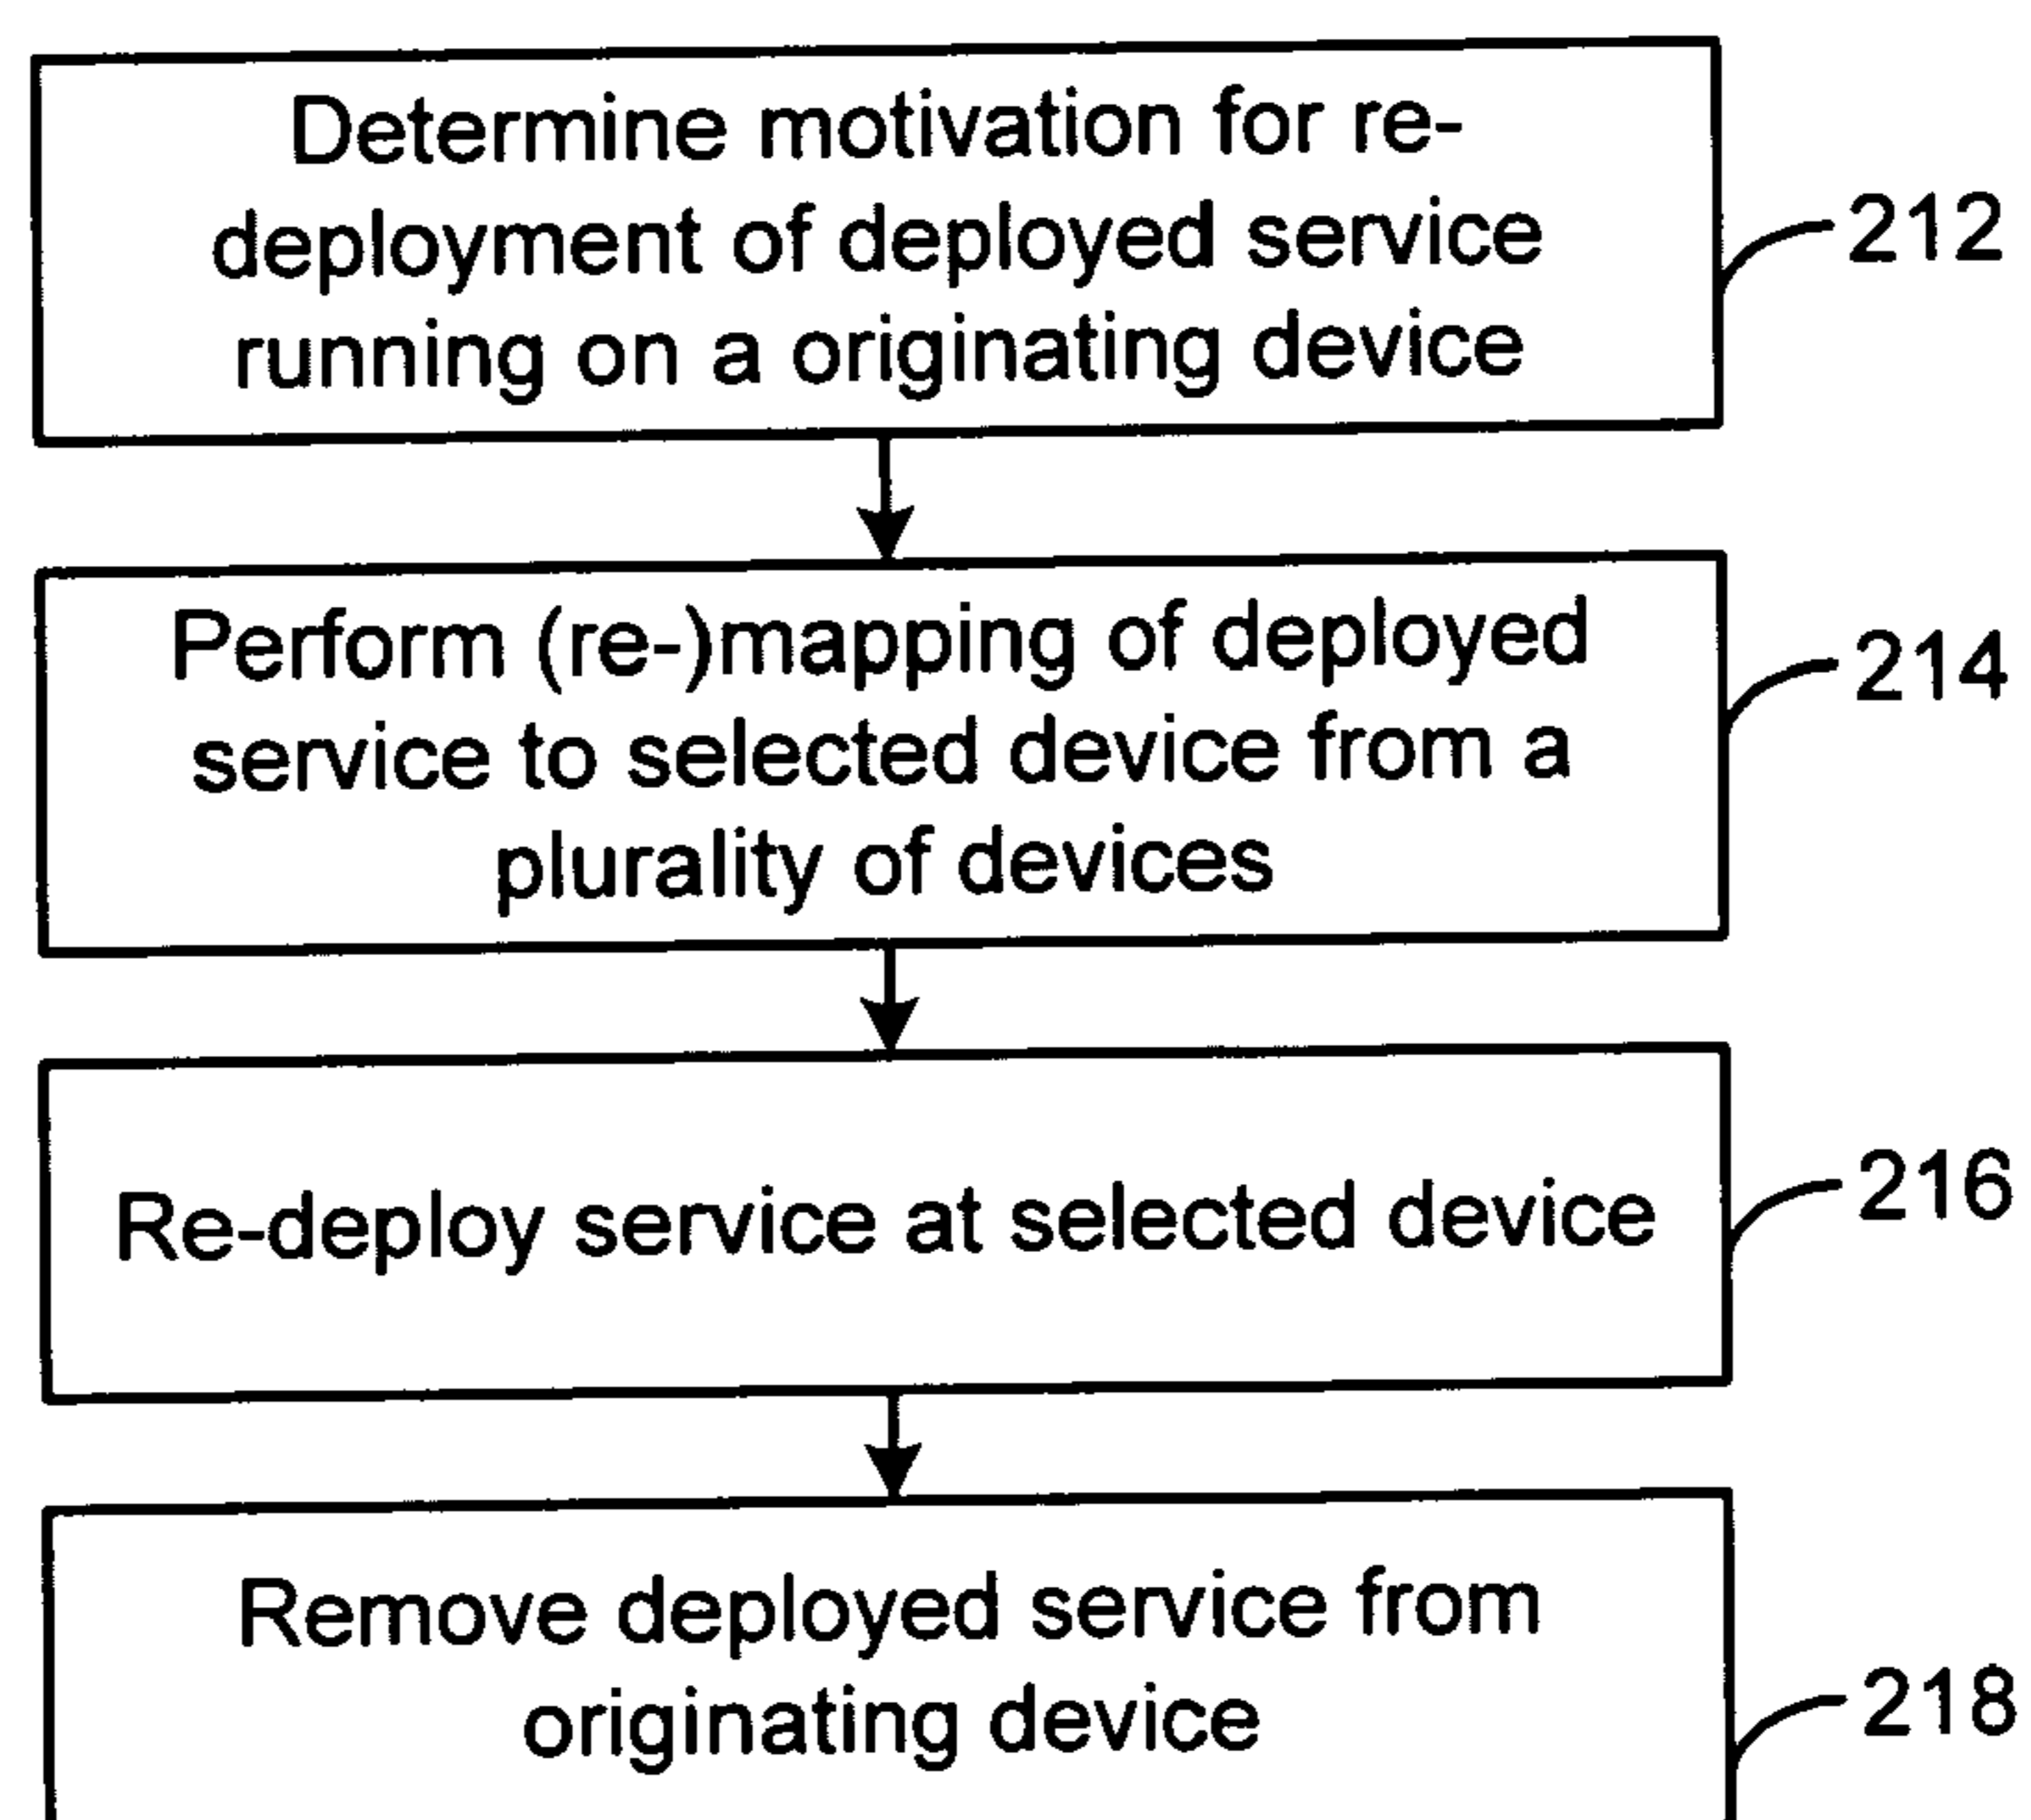 Determine motivation for re-
deployment of deployed service
running on a originating device
212
Perform (re-)mapping of deployed
service to selected device from a
plurality of devices
214
Re-deploy service at selected device
216
Remove deployed service from
originating device
218